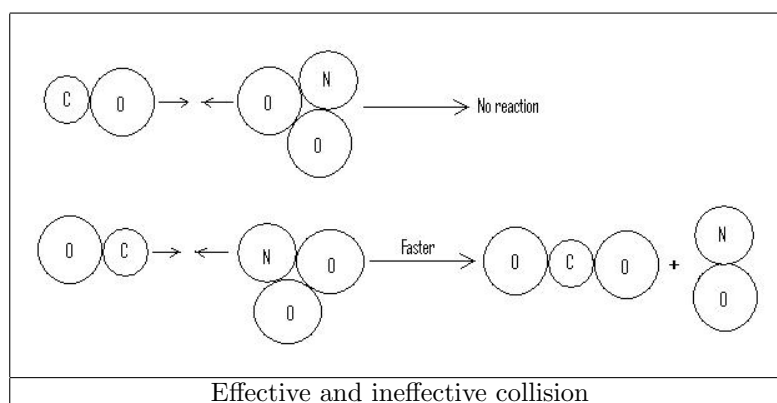 C O O N O No reaction
O C N O O Faster O C O + N O
Effective and ineffective collision